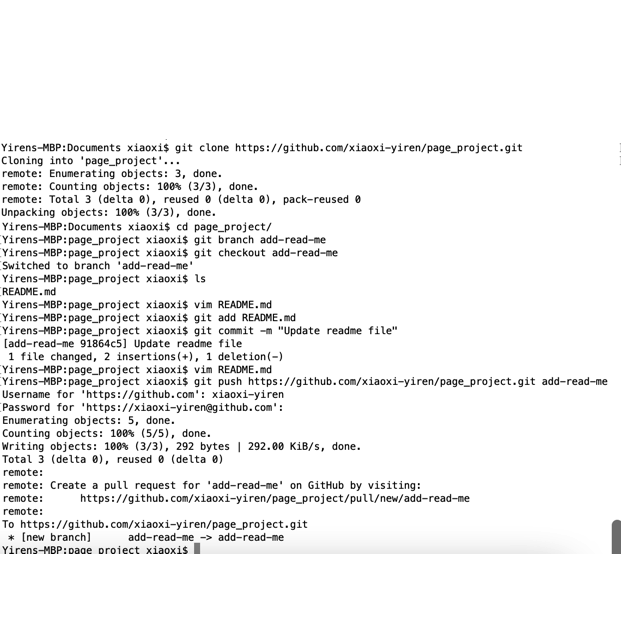 Yirens-MBP:Documents xiaoxi$ git clone https://github.com/xiaoxi-yiren/page_project.git
Cloning into 'page_project'...
remote: Enumerating objects: 3, done.
remote: Counting objects: 100% (3/3), done.
remote: Total 3 (delta 0), reused 0 (delta 0), pack-reused 0
Unpacking objects: 100% (3/3), done.
Yirens-MBP:Documents xiaoxi$ cd page_project/
[Yirens-MBP:page_project xiaoxi$ git branch add-read-me
[Yirens-MBP:page_project xiaoxi$ git checkout add-read-me
Switched to branch 'add-read-me'
Yirens-MBP:page_project xiaoxi$ ls
README.md
Yirens-MBP:page_project xiaoxi$ vim README.md
[Yirens-MBP:page_project xiaoxi$ git add README.md
[Yirens-MBP:page_project xiaoxi$ git commit -m "Update readme file"
[add-read-me 91864c5] Update readme file
1 file changed, 2 insertions(+), 1 deletion(-)
[Yirens-MBP:page_project xiaoxi$ vim README.md
[Yirens-MBP:page_project xiaoxi$ git push https://github.com/xiaoxi-yiren/page_project.git add-read-me
Username for 'https://github.com': xiaoxi-yiren
[Password for 'https://xiaoxi-yiren@github.com':
Enumerating objects: 5, done.
Counting objects: 100% (5/5), done.
Writing objects: 100% (3/3), 292 bytes | 292.00 KiB/s, done.
Total 3 (delta 0), reused 0 (delta 0)
remote:
remote: Create a pull request for 'add-read-me' on GitHub by visiting:
remote:      https://github.com/xiaoxi-yiren/page_project/pull/new/add-read-me
remote:
To https://github.com/xiaoxi-yiren/page_project.git
* [new branch]      add-read-me -> add-read-me
Yirens-MBP:page_project xiaoxi$